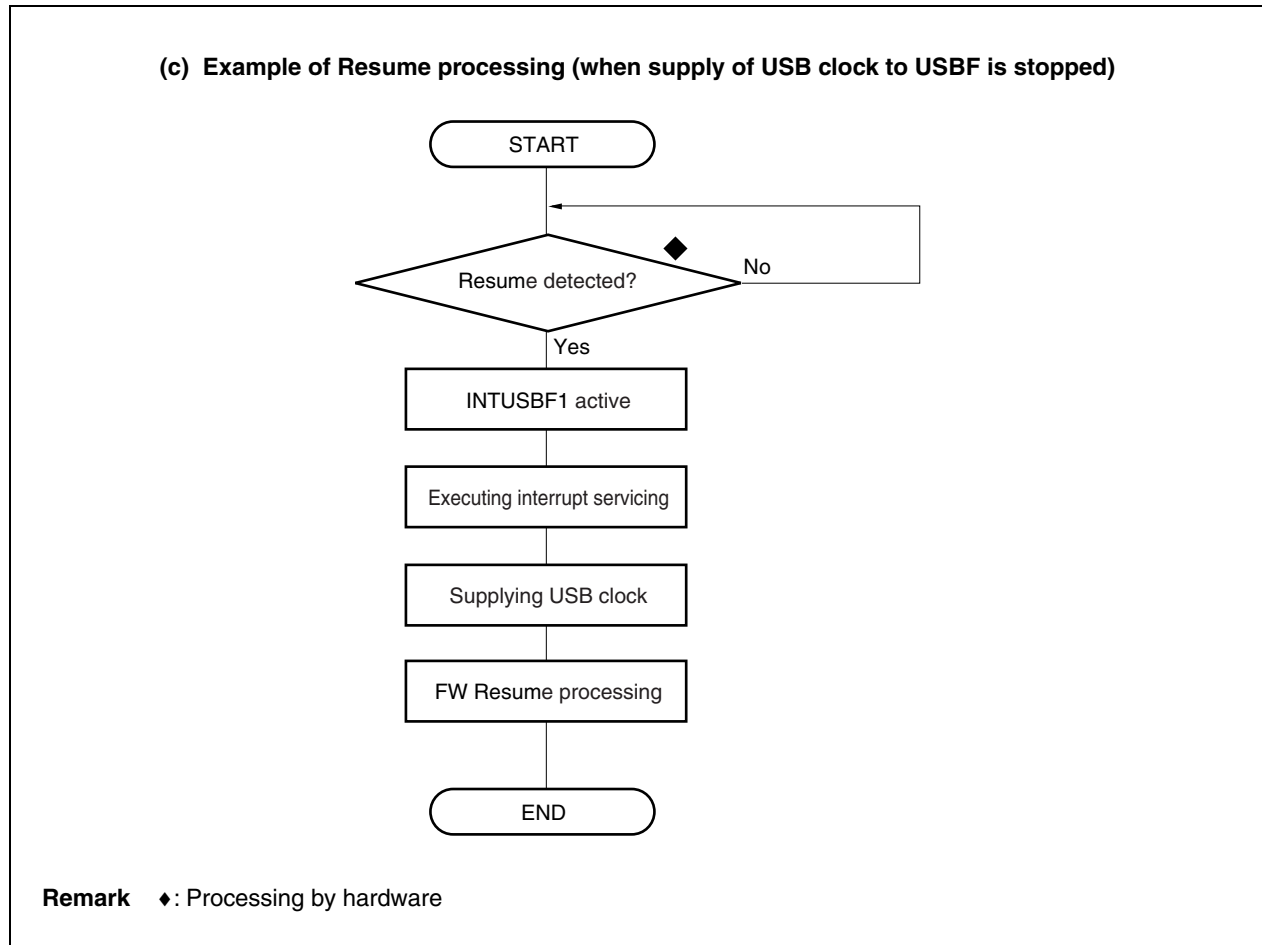 (c) Example of Resume processing (when supply of USB clock to USBF is stopped)
START
Resume detected?
No
Yes
INTUSBF1 active
Executing interrupt servicing
Supplying USB clock
FW Resume processing
END
Remark ♦: Processing by hardware